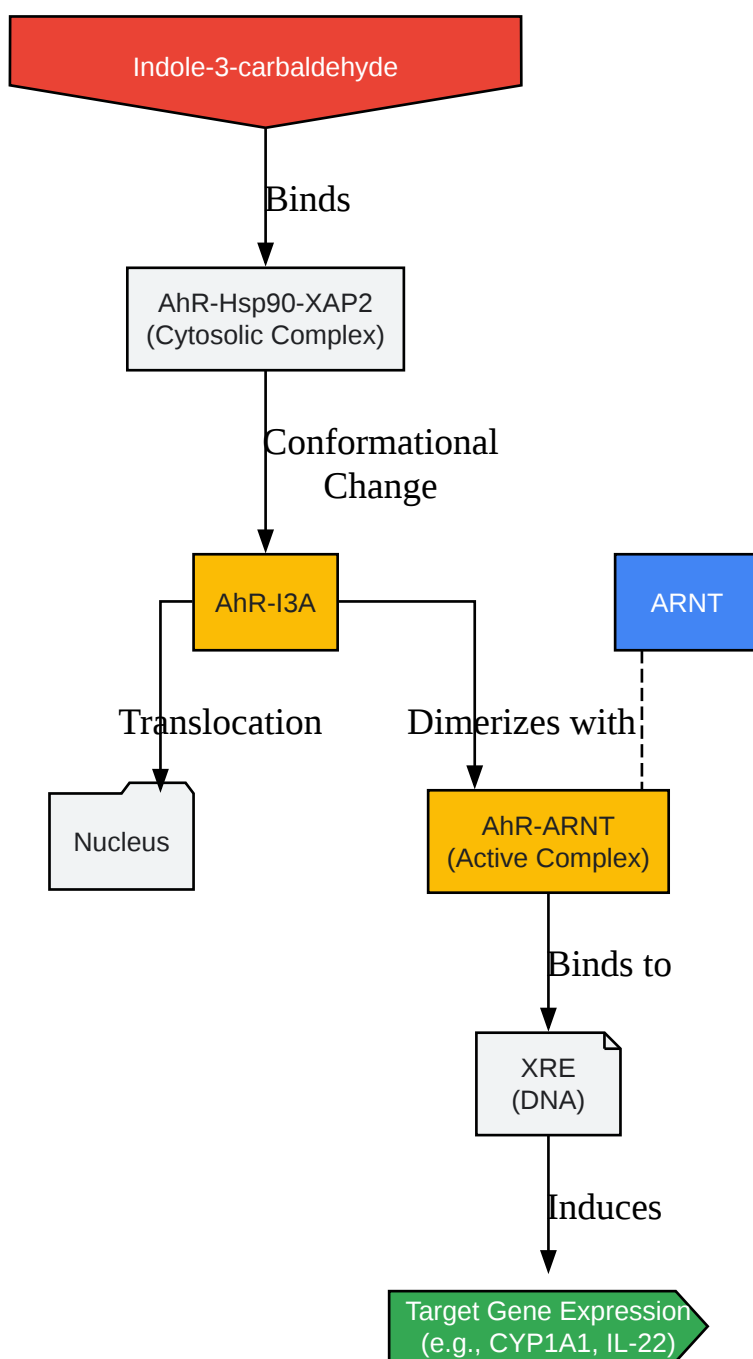 Indole-3-carbaldehyde
Binds
AhR-Hsp90-XAP2
(Cytosolic Complex)
Conformational
Change
AhR-I3A
ARNT
Translocation
Dimerizes with
Nucleus
AhR-ARNT
(Active Complex)
Binds to
XRE
(DNA)
Induces
Target Gene Expression
(e.g., CYP1A1, IL-22)